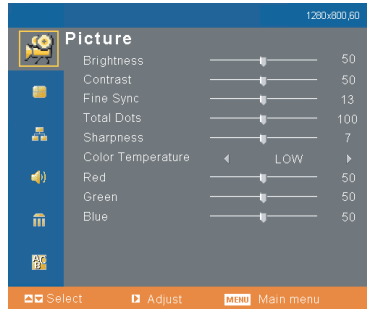 1280x800,60
Picture
Brightness 50
Contrast 50
Fine Sync 13
Total Dots 100
Sharpness 7
Color Temperature LOW
Red 50
Green 50
Blue 50
Select Adjust MENU Main menu